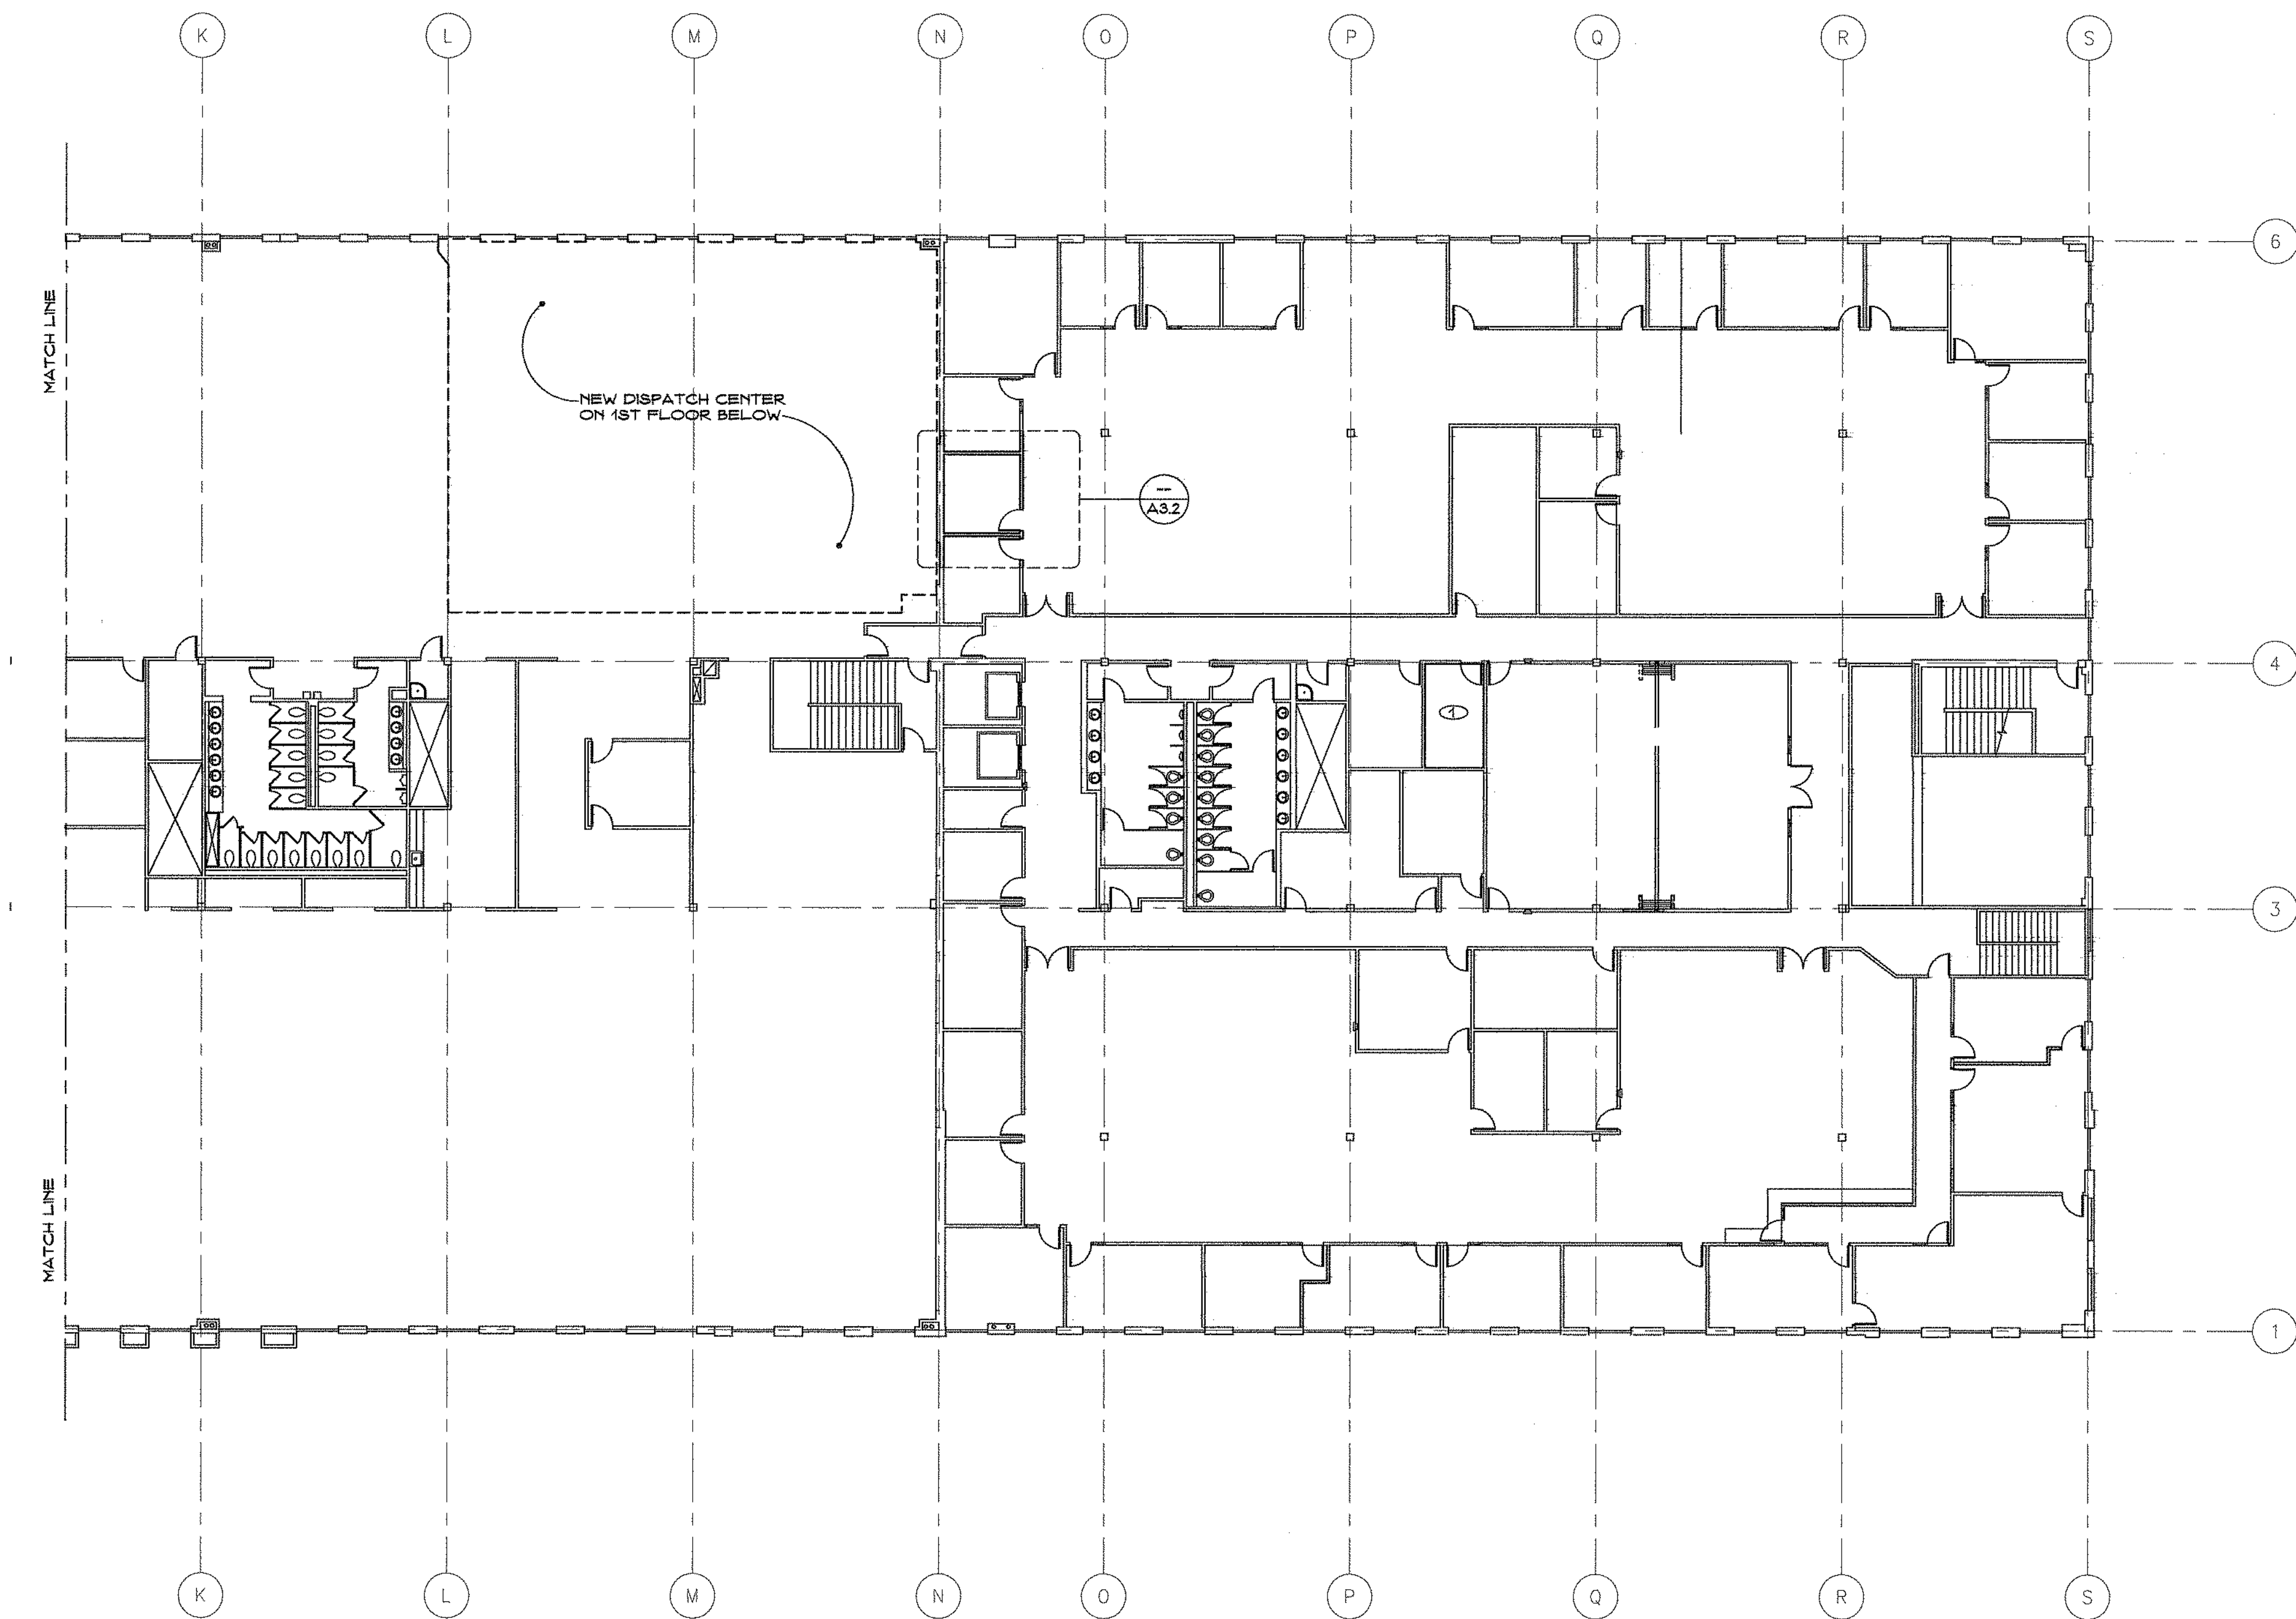 K L M N O P Q R S
6
MATCH LINE
NEW DISPATCH CENTER
ON 1ST FLOOR BELOW
--
A3.2
4
1
3
MATCH LINE
1
K L M N O P Q R S